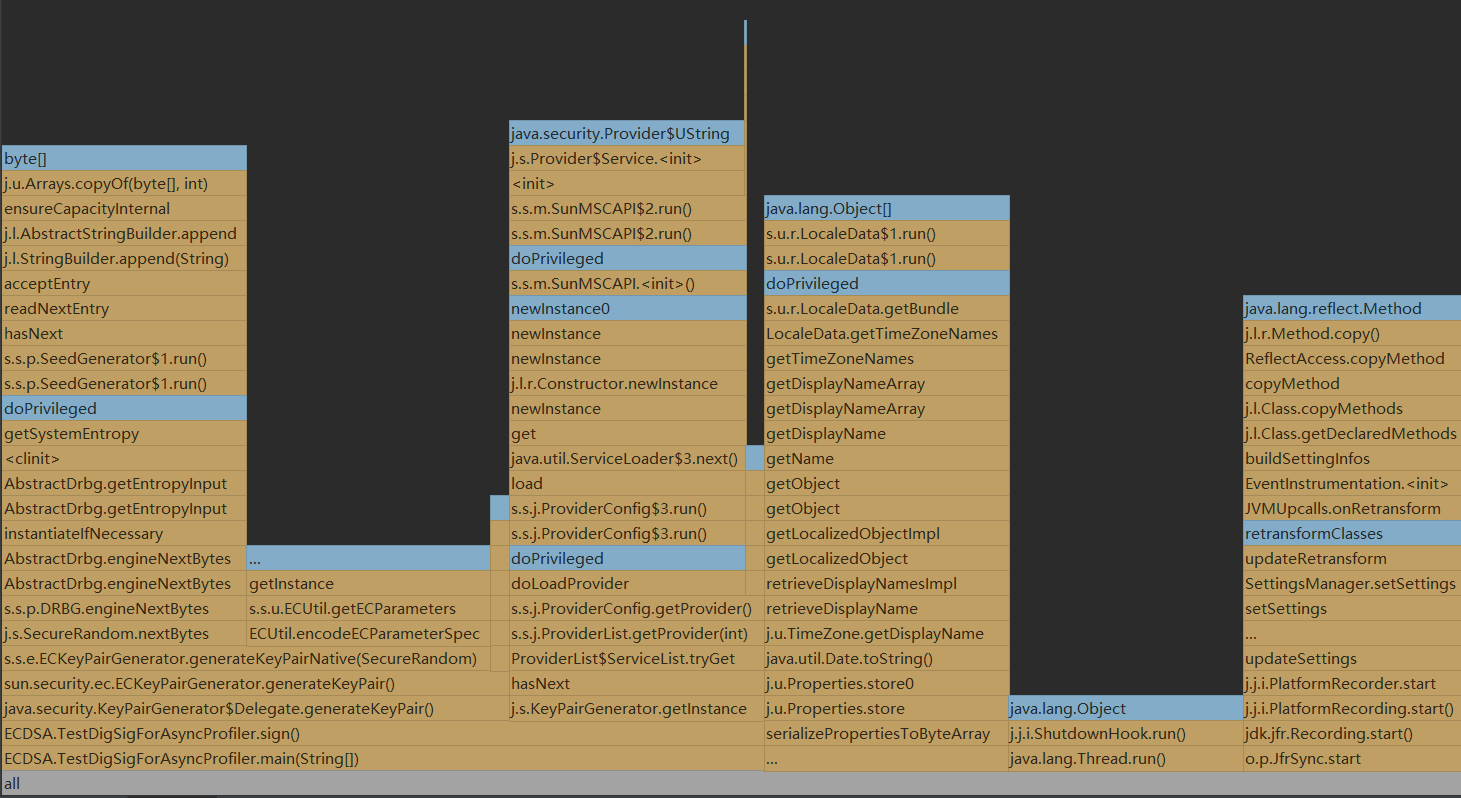 byte[]
j.u.Arrays.copyOf(byte[], int)
ensureCapacityInternal
j.l.AbstractStringBuilder.append
j.l.StringBuilder.append(String)
acceptEntry
readNextEntry
hasNext
s.s.p.SeedGenerator$1.run()
s.s.p.SeedGenerator$1.run()
doPrivileged
getSystemEntropy
<clinit>
AbstractDrbg.getEntropyInput
AbstractDrbg.getEntropyInput
instantiateIfNecessary
AbstractDrbg.engineNextBytes
AbstractDrbg.engineNextBytes
s.s.p.DRBG.engineNextBytes
j.s.SecureRandom.nextBytes
...
getInstance
s.s.u.ECUtil.getECParameters
ECUtil.encodeECParameterSpec
s.s.e.ECKeyPairGenerator.generateKeyPairNative(SecureRandom)
sun.security.ec.ECKeyPairGenerator.generateKeyPair()
java.security.KeyPairGenerator$Delegate.generateKeyPair()
java.security.Provider$UString
j.s.Provider$Service.<init>
<init>
s.s.m.SunMSCAPI$2.run()
s.s.m.SunMSCAPI$2.run()
doPrivileged
s.s.m.SunMSCAPI.<init>()
newInstance0
newInstance
newInstance
j.l.r.Constructor.newInstance
newInstance
get
java.util.ServiceLoader$3.next()
load
s.s.j.ProviderConfig$3.run()
s.s.j.ProviderConfig$3.run()
doPrivileged
doLoadProvider
s.s.j.ProviderConfig.getProvider()
s.s.j.ProviderList.getProvider(int)
ProviderList$ServiceList.tryGet
hasNext
j.s.KeyPairGenerator.getInstance
ECDSA.TestDigSigForAsyncProfiler.sign()
ECDSA.TestDigSigForAsyncProfiler.main(String[])
java.lang.Object[]
s.u.r.LocaleData$1.run()
s.u.r.LocaleData$1.run()
doPrivileged
s.u.r.LocaleData.getBundle
LocaleData.getTimeZoneNames
getTimeZoneNames
getDisplayNameArray
getDisplayNameArray
getDisplayName
getName
getObject
getObject
getLocalizedObjectImpl
getLocalizedObject
retrieveDisplayNamesImpl
retrieveDisplayName
j.u.TimeZone.getDisplayName
java.util.Date.toString()
j.u.Properties.store0
j.u.Properties.store
serializePropertiesToByteArray
...
java.lang.Object
j.j.i.ShutdownHook.run()
java.lang.Thread.run()
java.lang.reflect.Method
j.l.r.Method.copy()
ReflectAccess.copyMethod
copyMethod
j.l.Class.copyMethods
j.l.Class.getDeclaredMethods
buildSettingInfos
EventInstrumentation.<init>
JVMUpcalls.onRetransform
retransformClasses
updateRetransform
SettingsManager.setSettings
setSettings
...
updateSettings
j.j.i.PlatformRecorder.start
j.j.i.PlatformRecording.start()
jdk.jfr.Recording.start()
o.p.JfrSync.start
all